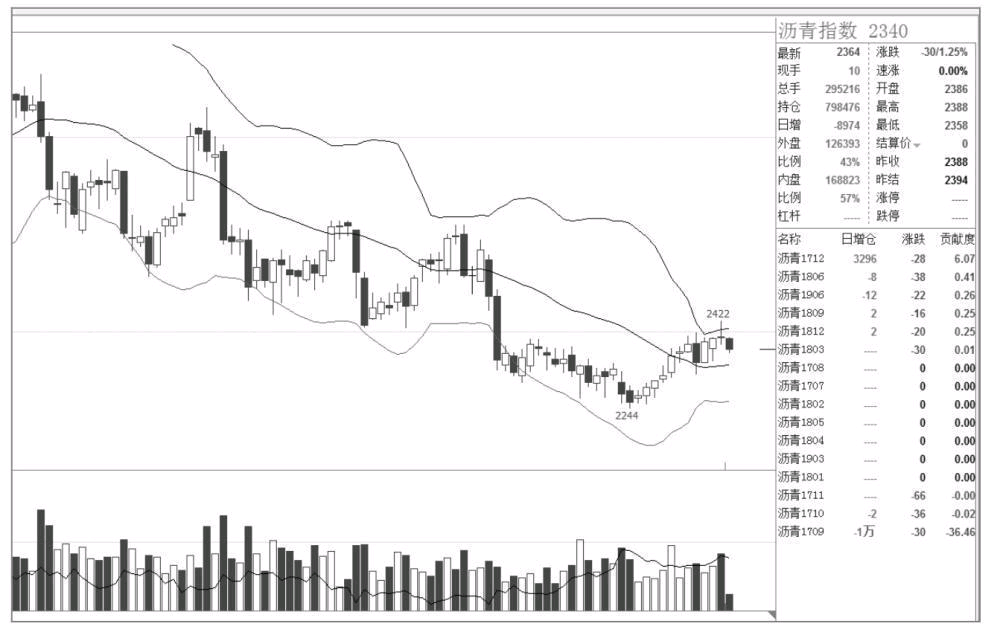 沥青指数 2340
最新 2364 涨跌 -30/1.25%
现手 10 速涨 0.00%
总手 295216 开盘 2386
持仓 798476 最高 2388
日增 -8974 最低 2358
外盘 126393 结算价 0
比例 43% 昨收 2388
内盘 168823 昨结 2394
比例 57% 涨停 -----
杠杆 ----- 跌停 -----
名称 日增仓 涨跌 贡献度
沥青1712 3296 -28 6.07
沥青1806 -8 -38 0.41
沥青1906 -12 -22 0.26
沥青1809 2 -16 0.25
沥青1812 2 -20 0.25
沥青1803 ---- -30 0.01
沥青1708 ---- 0 0.00
沥青1707 ---- 0 0.00
沥青1802 ---- 0 0.00
沥青1805 ---- 0 0.00
沥青1804 ---- 0 0.00
沥青1903 ---- 0 0.00
沥青1801 ---- 0 0.00
沥青1711 ---- -66 -0.00
沥青1710 -2 -36 -0.02
沥青1709 -1万 -30 -36.46
2422
2244